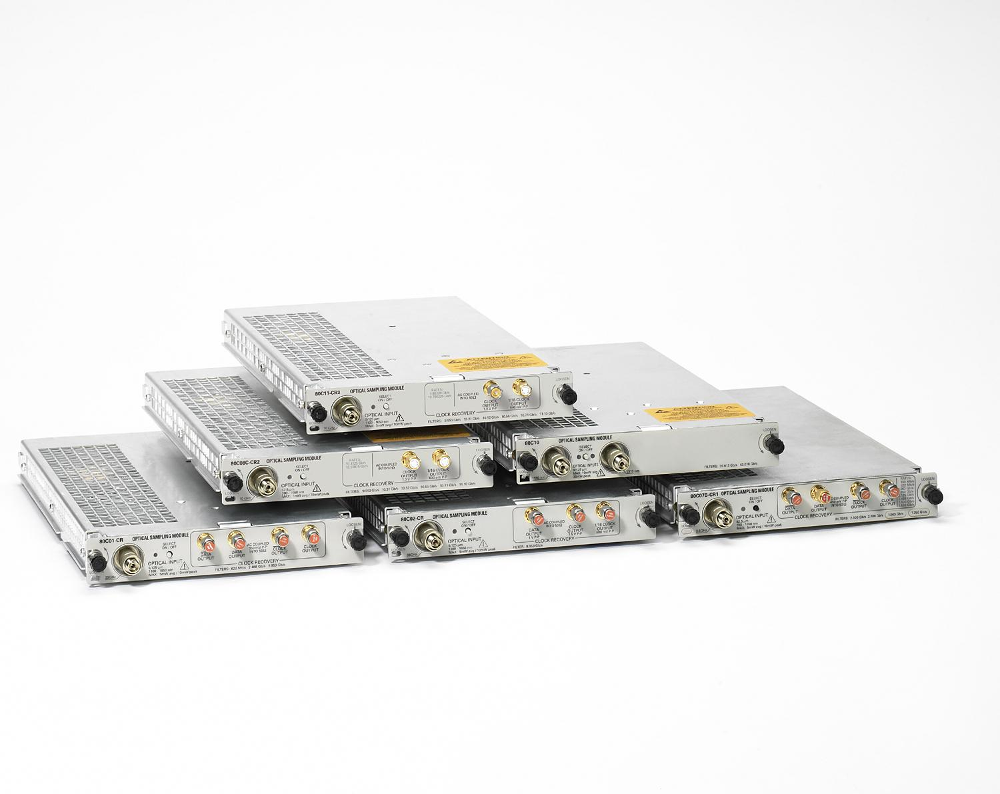 ATTENTION
80C11-CR3 OPTICAL SAMPLING MODULE
SELECT
ON / OFF
OPTICAL INPUT
9/125 µm
1100 - 1650 nm
MAX: 5mW avg / 10mW peak
30 GHz
RATES:
9.95328 Gb/s
AC COUPLED
INTO 50Ω
CLOCK
OUTPUT
1.0 V P-P
1/16 CLOCK
OUTPUT
600 mV P-P
CLOCK RECOVERY
FILTERS: 9.953 Gb/s 10.31 Gb/s 10.52 Gb/s 10.66 Gb/s 10.71 Gb/s 11.10 Gb/s
LOOSEN
80C08C-CR2 OPTICAL SAMPLING MODULE
SELECT
ON / OFF
OPTICAL INPUT
62.5 µm
700 - 1650 nm
MAX: 1mW avg / 10mW peak
10 GHz
RATES:
10.3125 Gb/s
10.51875 Gb/s
AC COUPLED
INTO 50Ω
CLOCK
OUTPUT
1.0 V P-P
1/16 CLOCK
OUTPUT
600 mV P-P
CLOCK RECOVERY
FILTERS: 9.953 Gb/s 10.31 Gb/s 10.52 Gb/s 10.66 Gb/s 10.71 Gb/s 11.10 Gb/s
LOOSEN
ATTENTION
80C10 OPTICAL SAMPLING MODULE
SELECT
ON / OFF
OPTICAL INPUTS
9/125 µm
MAX: 10mW avg
30mW peak
1550 nm
1310 nm
FILTERS: 39.813 Gb/s 43.018 Gb/s
LOOSEN
80C01-CR OPTICAL SAMPLING MODULE
SELECT
ON / OFF
OPTICAL INPUT
9/125 µm
1100 - 1650 nm
MAX: 5mW avg / 10mW peak
20GHz
DATA
OUTPUT
DATA
OUTPUT
AC COUPLED
350 mV P-P
INTO 50Ω
CLOCK
OUTPUT
CLOCK
OUTPUT
CLOCK RECOVERY
FILTERS: 622 Mb/s 2.488 Gb/s 9.953 Gb/s
LOOSEN
80C02-CR OPTICAL SAMPLING MODULE
SELECT
ON / OFF
OPTICAL INPUT
9/125 µm
1100 - 1650 nm
MAX: 5mW avg / 10mW peak
30GHz
DATA
OUTPUT
1 V P-P
AC COUPLED
INTO 50Ω
CLOCK
OUTPUT
1.5 V P-P
1/16 CLOCK
OUTPUT
600 mV P-P
CLOCK RECOVERY
FILTER: 9.953 Gb/s
LOOSEN
80C07B-CR1 OPTICAL SAMPLING MODULE
SELECT
ON / OFF
OPTICAL INPUT
62.5 µm
700 - 1650 nm
MAX: 5mW avg / 10mW peak
2.5GHz
DATA
OUTPUT
DATA
OUTPUT
AC COUPLED
450 mV P-P
INTO 50Ω
CLOCK
OUTPUT
CLOCK
OUTPUT
RATES:
CLOCK RECOVERY
FILTERS: 2.500 Gb/s 2.488 Gb/s 1.063 Gb/s 1.250 Gb/s
LOOSEN